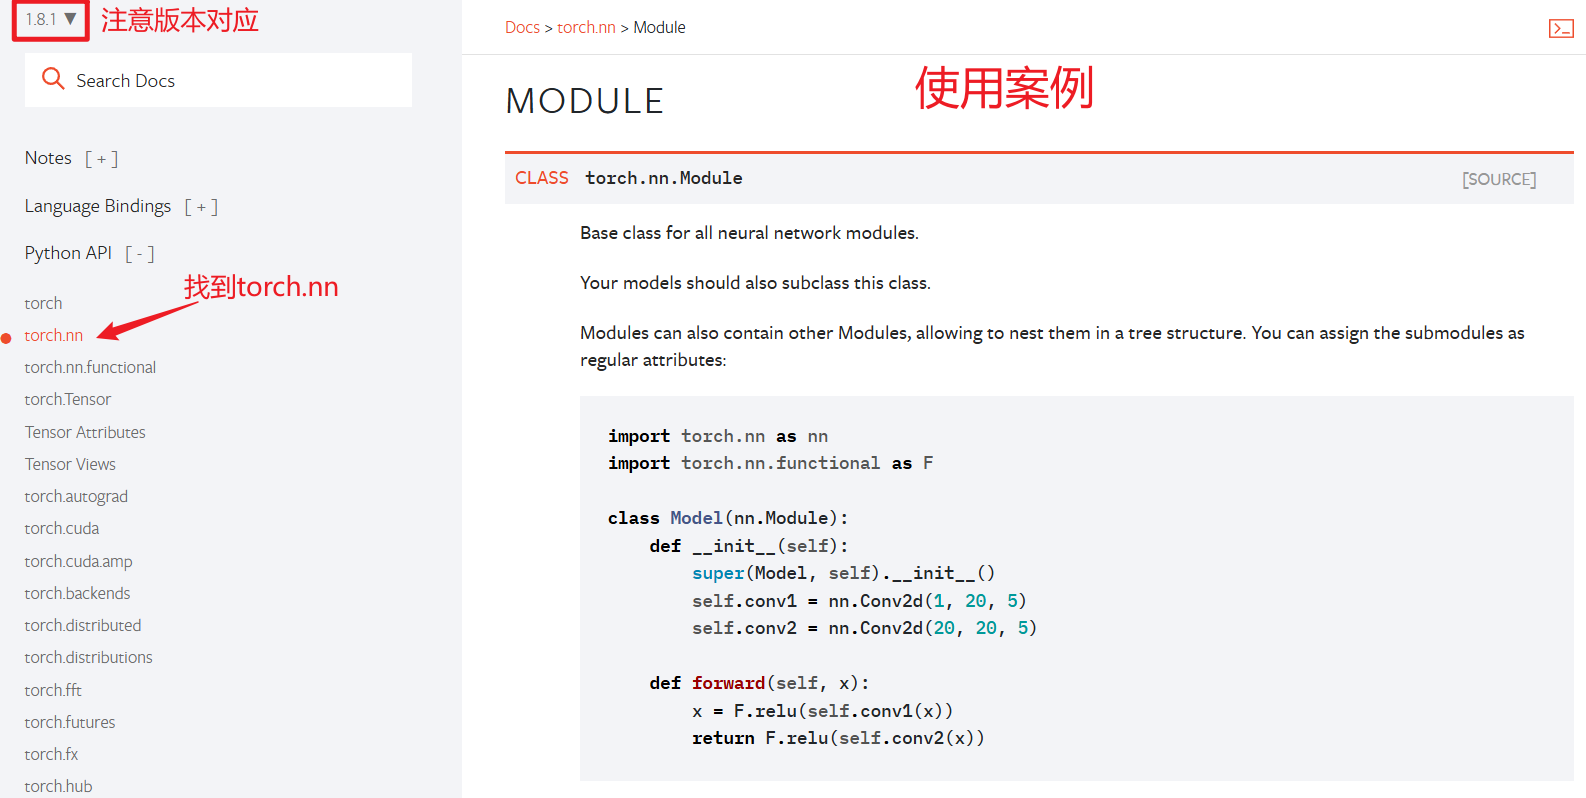 1.8.1 ▼ 注意版本对应
Search Docs
Notes [ + ]
Language Bindings [ + ]
Python API [ - ]
找到torch.nn
torch
torch.nn
torch.nn.functional
torch.Tensor
Tensor Attributes
Tensor Views
torch.autograd
torch.cuda
torch.cuda.amp
torch.backends
torch.distributed
torch.distributions
torch.fft
torch.futures
torch.fx
torch.hub
Docs > torch.nn > Module
使用案例
MODULE
CLASS torch.nn.Module [SOURCE]
Base class for all neural network modules.
Your models should also subclass this class.
Modules can also contain other Modules, allowing to nest them in a tree structure. You can assign the submodules as
regular attributes:
import torch.nn as nn
import torch.nn.functional as F
class Model(nn.Module):
    def __init__(self):
        super(Model, self).__init__()
        self.conv1 = nn.Conv2d(1, 20, 5)
        self.conv2 = nn.Conv2d(20, 20, 5)
    def forward(self, x):
        x = F.relu(self.conv1(x))
        return F.relu(self.conv2(x))